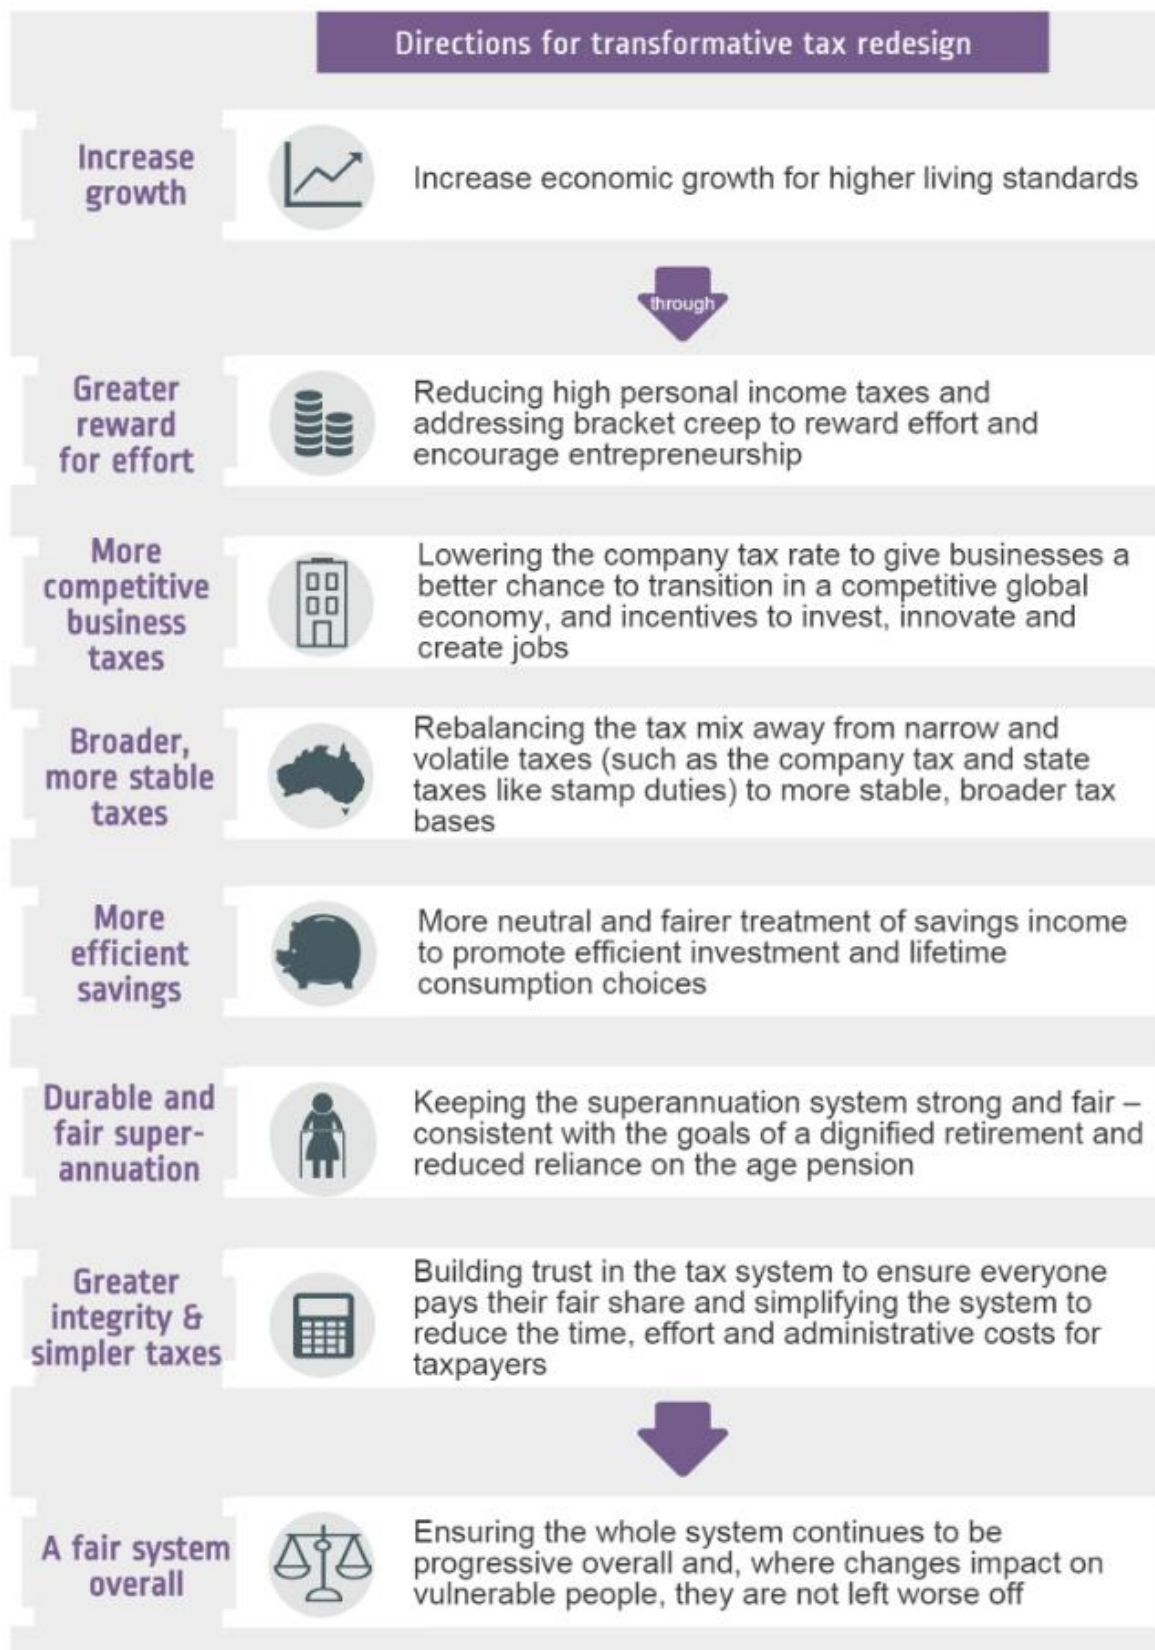 Directions for transformative tax redesign
Increase
growth
Increase economic growth for higher living standards
through
Greater
reward
for effort
Reducing high personal income taxes and
addressing bracket creep to reward effort and
encourage entrepreneurship
More
competitive
business
taxes
Lowering the company tax rate to give businesses a
better chance to transition in a competitive global
economy, and incentives to invest, innovate and
create jobs
Broader,
more stable
taxes
Rebalancing the tax mix away from narrow and
volatile taxes (such as the company tax and state
taxes like stamp duties) to more stable, broader tax
bases
More
efficient
savings
More neutral and fairer treatment of savings income
to promote efficient investment and lifetime
consumption choices
Durable and
fair super-
annuation
Keeping the superannuation system strong and fair –
consistent with the goals of a dignified retirement and
reduced reliance on the age pension
Greater
integrity &
simpler taxes
Building trust in the tax system to ensure everyone
pays their fair share and simplifying the system to
reduce the time, effort and administrative costs for
taxpayers
A fair system
overall
Ensuring the whole system continues to be
progressive overall and, where changes impact on
vulnerable people, they are not left worse off